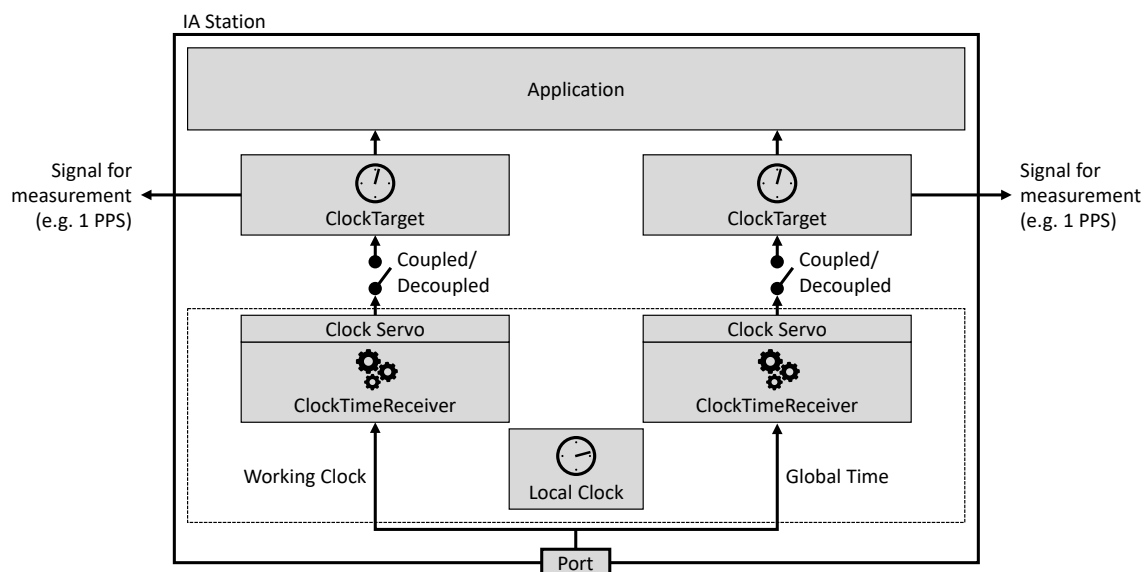 IA Station
Application
Signal for
measurement
(e.g. 1 PPS)
ClockTarget
ClockTarget
Signal for
measurement
(e.g. 1 PPS)
Coupled/
Decoupled
Coupled/
Decoupled
Clock Servo
Clock Servo
ClockTimeReceiver
ClockTimeReceiver
Working Clock
Local Clock
Global Time
Port